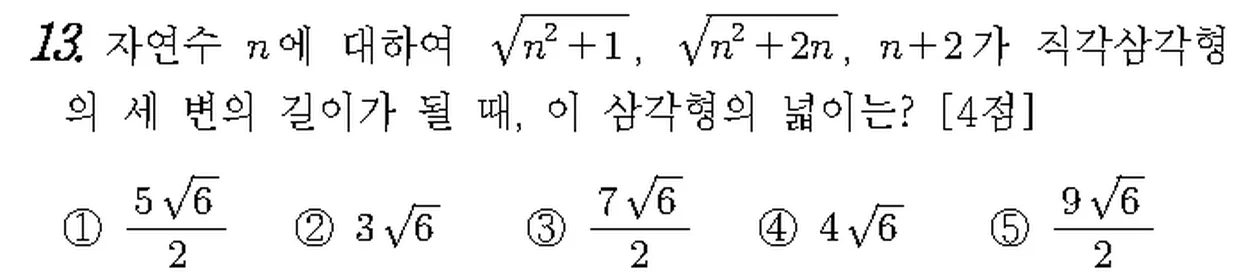 13. 자연수 n에 대하여 √(n²+1), √(n²+2n), n+2가 직각삼각형
의 세 변의 길이가 될 때, 이 삼각형의 넓이는? [4점]
① 5√6/2 ② 3√6 ③ 7√6/2 ④ 4√6 ⑤ 9√6/2